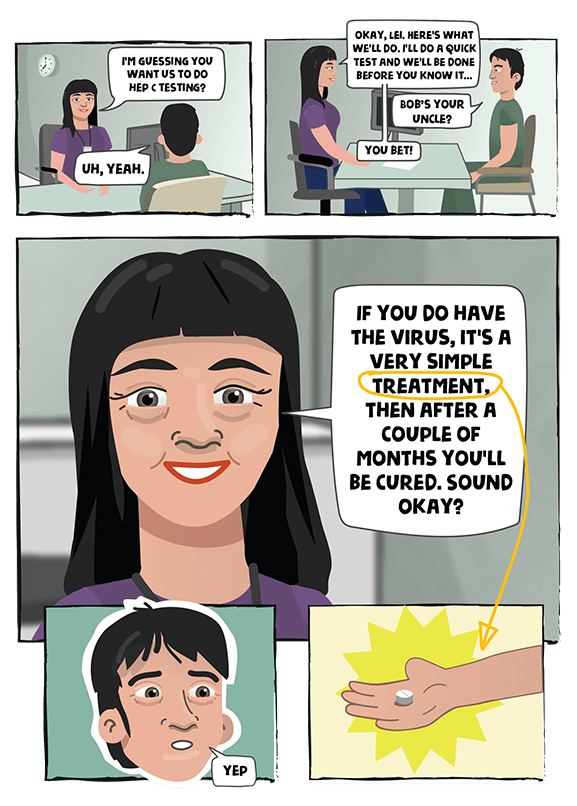 I'M GUESSING YOU
WANT US TO DO
HEP C TESTING?
UH, YEAH.
OKAY, LEI. HERE'S WHAT
WE'LL DO. I'LL DO A QUICK
TEST AND WE'LL BE DONE
BEFORE YOU KNOW IT...
BOB'S YOUR
UNCLE?
YOU BET!
IF YOU DO HAVE
THE VIRUS, IT'S A
VERY SIMPLE
TREATMENT,
THEN AFTER A
COUPLE OF
MONTHS YOU'LL
BE CURED. SOUND
OKAY?
YEP